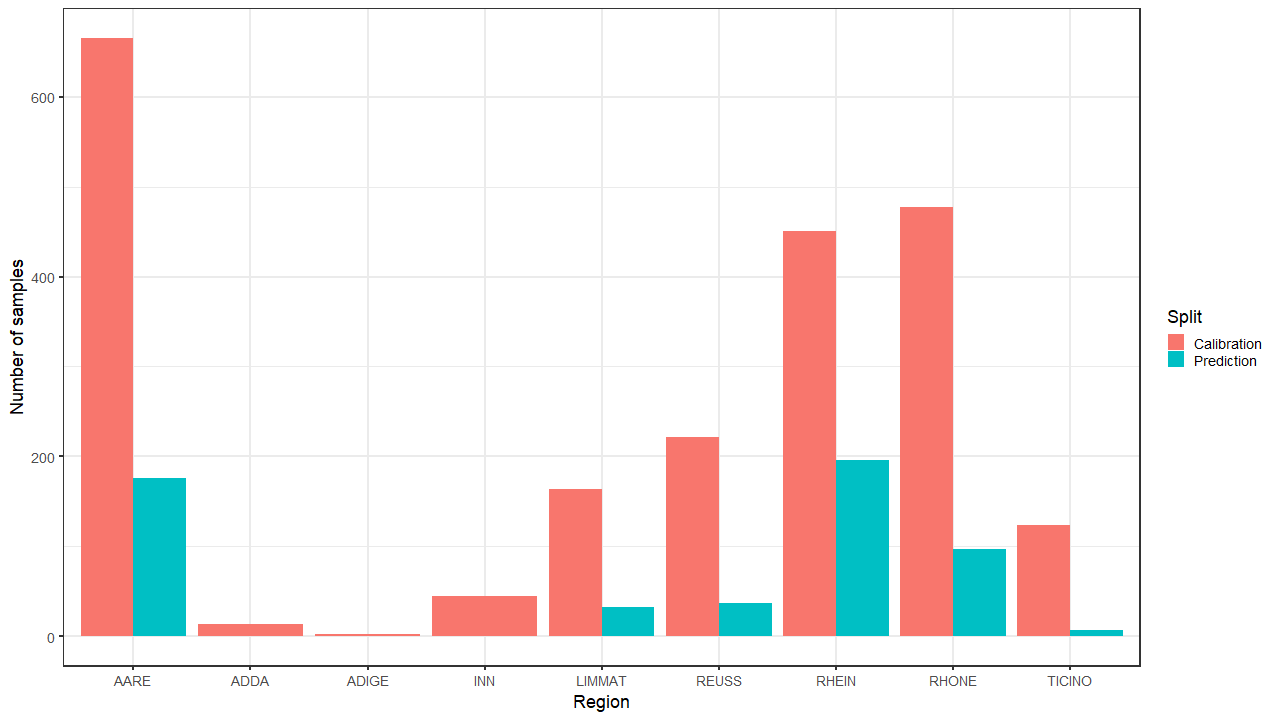 Number of samples
600
400
200
0
AARE ADDA ADIGE INN LIMMAT REUSS RHEIN RHONE TICINO
Region
Split
Calibration
Prediction